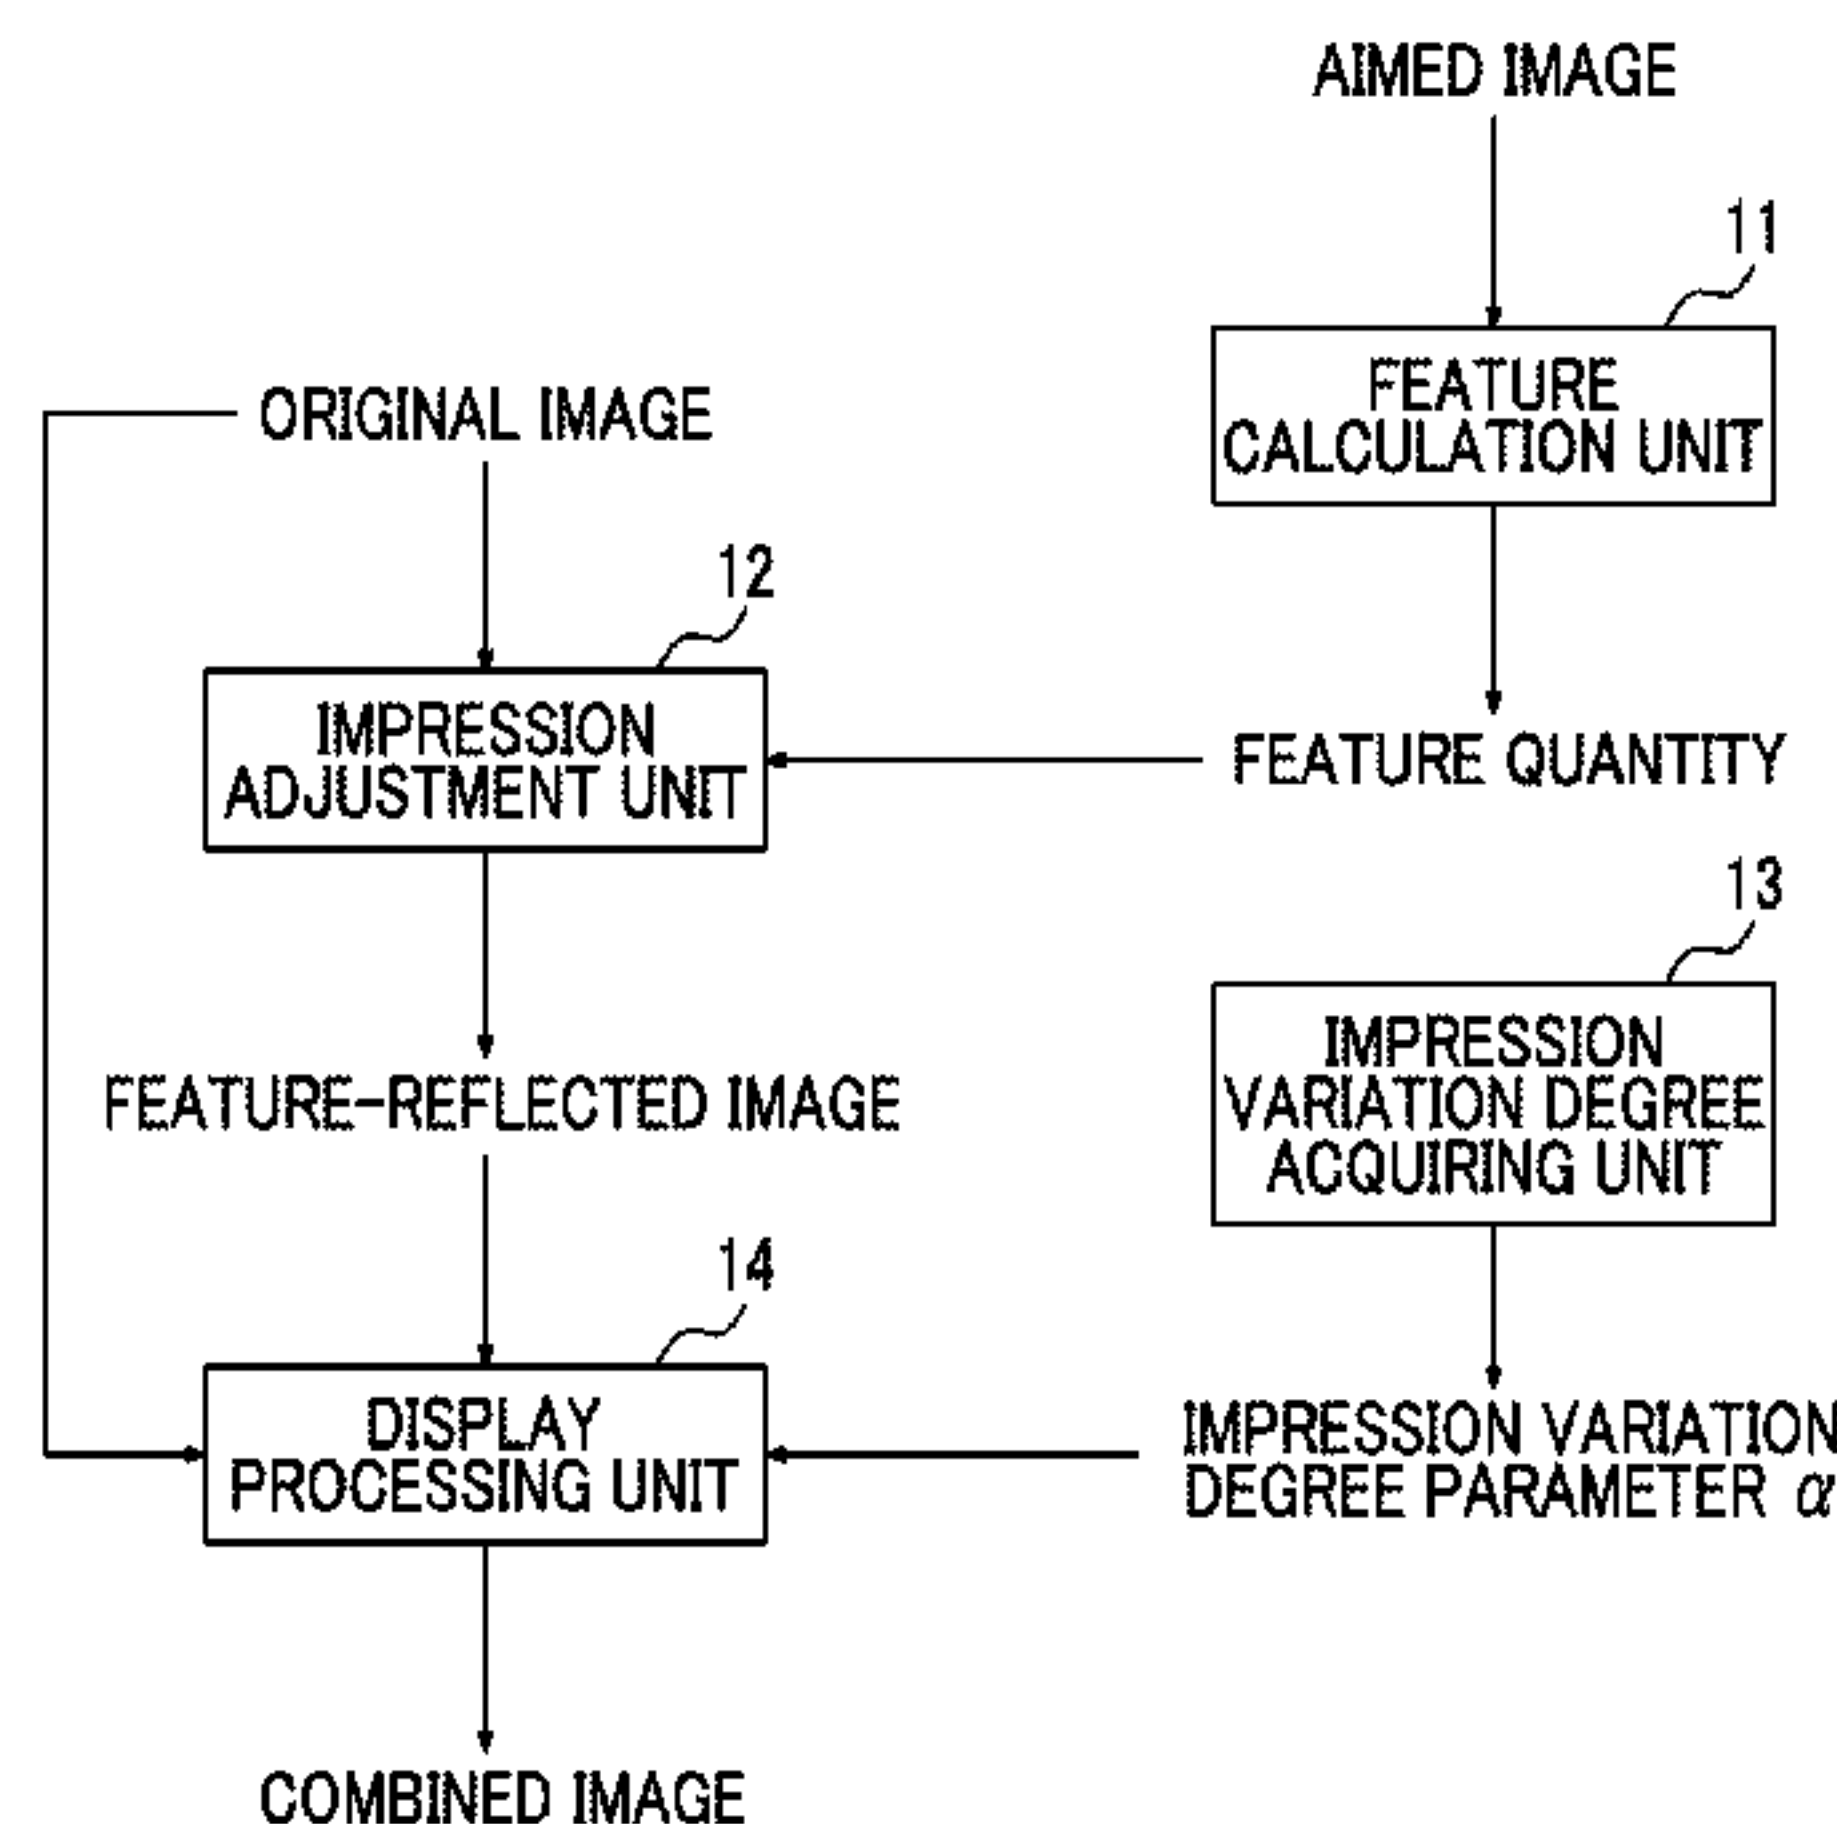 AIMED IMAGE
11
FEATURE
CALCULATION UNIT
ORIGINAL IMAGE
12
IMPRESSION
ADJUSTMENT UNIT
FEATURE QUANTITY
13
IMPRESSION
VARIATION DEGREE
ACQUIRING UNIT
FEATURE-REFLECTED IMAGE
14
DISPLAY
PROCESSING UNIT
IMPRESSION VARIATION
DEGREE PARAMETER α
COMBINED IMAGE